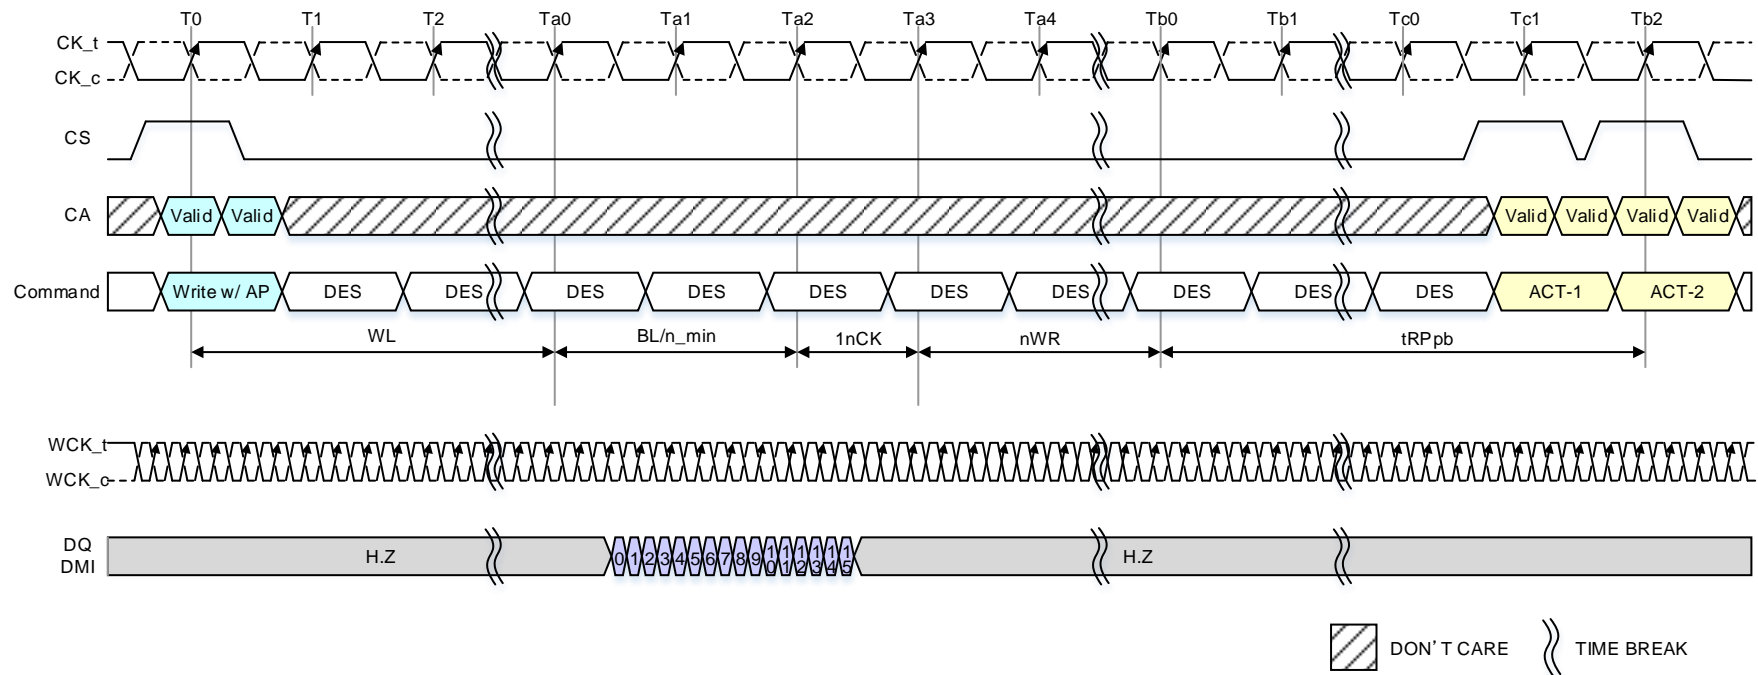 T0 T1 T2 Ta0 Ta1 Ta2 Ta3 Ta4 Tb0 Tb1 Tc0 Tc1 Tb2
CK_t
CK_c
CS
CA Valid Valid Valid Valid Valid Valid
Command Write w/ AP DES DES DES DES DES DES DES DES DES DES ACT-1 ACT-2
WL BL/n_min 1nCK nWR tRPpb
WCK_t
WCK_c
DQ
DMI
H.Z 0 1 2 3 4 5 6 7 8 9 10 11 12 13 14 15 H.Z
DON'T CARE TIME BREAK